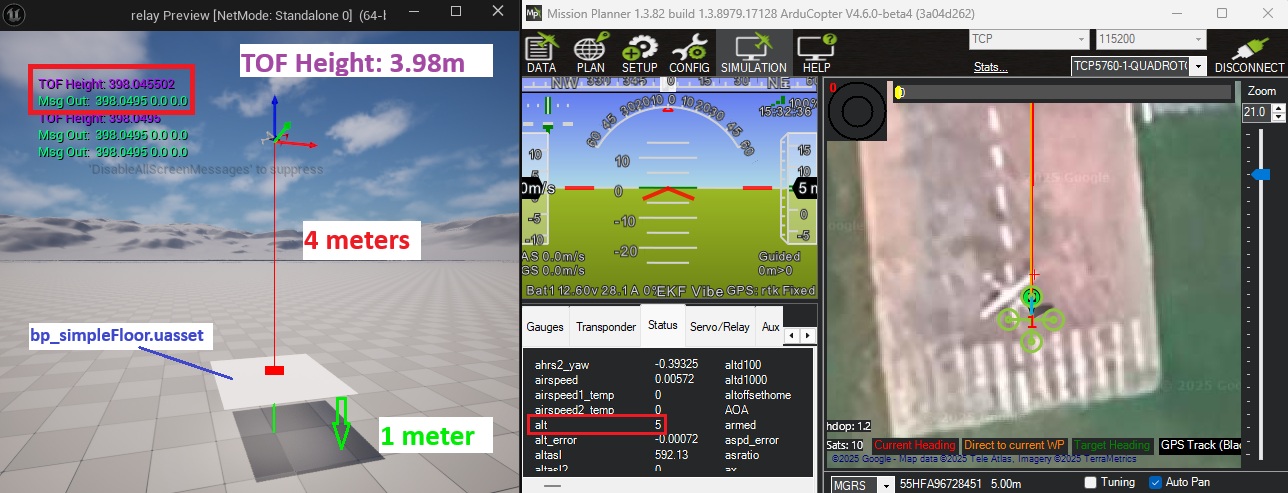 relay Preview [NetMode: Standalone 0] (64-b
TOF Height: 398.045502
Msg Out: 398.0495 0.0 0.0
TOF Height: 398.0495
Msg Out: 398.0495 0.0 0.0
Msg Out: 398.0495 0.0 0.0
'DisableAllScreenMessages' to suppress
TOF Height: 3.98m
4 meters
bp_simpleFloor.uasset
1 meter
Mission Planner 1.3.82 build 1.3.8979.17128 ArduCopter V4.6.0-beta4 (3a04d262)
DATA PLAN SETUP CONFIG SIMULATION HELP
TCP 115200
Stats... TCP5760-1-QUADROTO DISCONNECT
NW 330 345 0 15 30 NE
100%
15:32:36
60 45 30 20 10 0 10 20 30 45 60
10
0
-10
-20
10
5
0m/s
-5
-10
15
10
5 m
0
-5
AS 0.0m/s
GS 0.0m/s
Guided
0m>0
Bat1 12.60v 28.1 A 0% EKF Vibe GPS: rtk Fixed
Gauges Transponder Status Servo/Relay Aux
ahrs2_yaw -0.39325 altd100
airspeed 0.00572 altd1000
airspeed1_temp 0 altoffsethome
airspeed2_temp 0 AOA
alt 5 armed
alt_error -0.00072 aspd_error
altasl 592.13 asratio
altasl2 0 ax
0
Zoom
21.0
2025 Google
1
© 2025 Google
hdop: 1.2
Sats: 10 Current Heading Direct to current WP Target Heading GPS Track (Blac
©2025 Google - Map data ©2025 Tele Atlas, Imagery ©2025 TerraMetrics
MGRS 55HFA96728451 5.00m Tuning Auto Pan